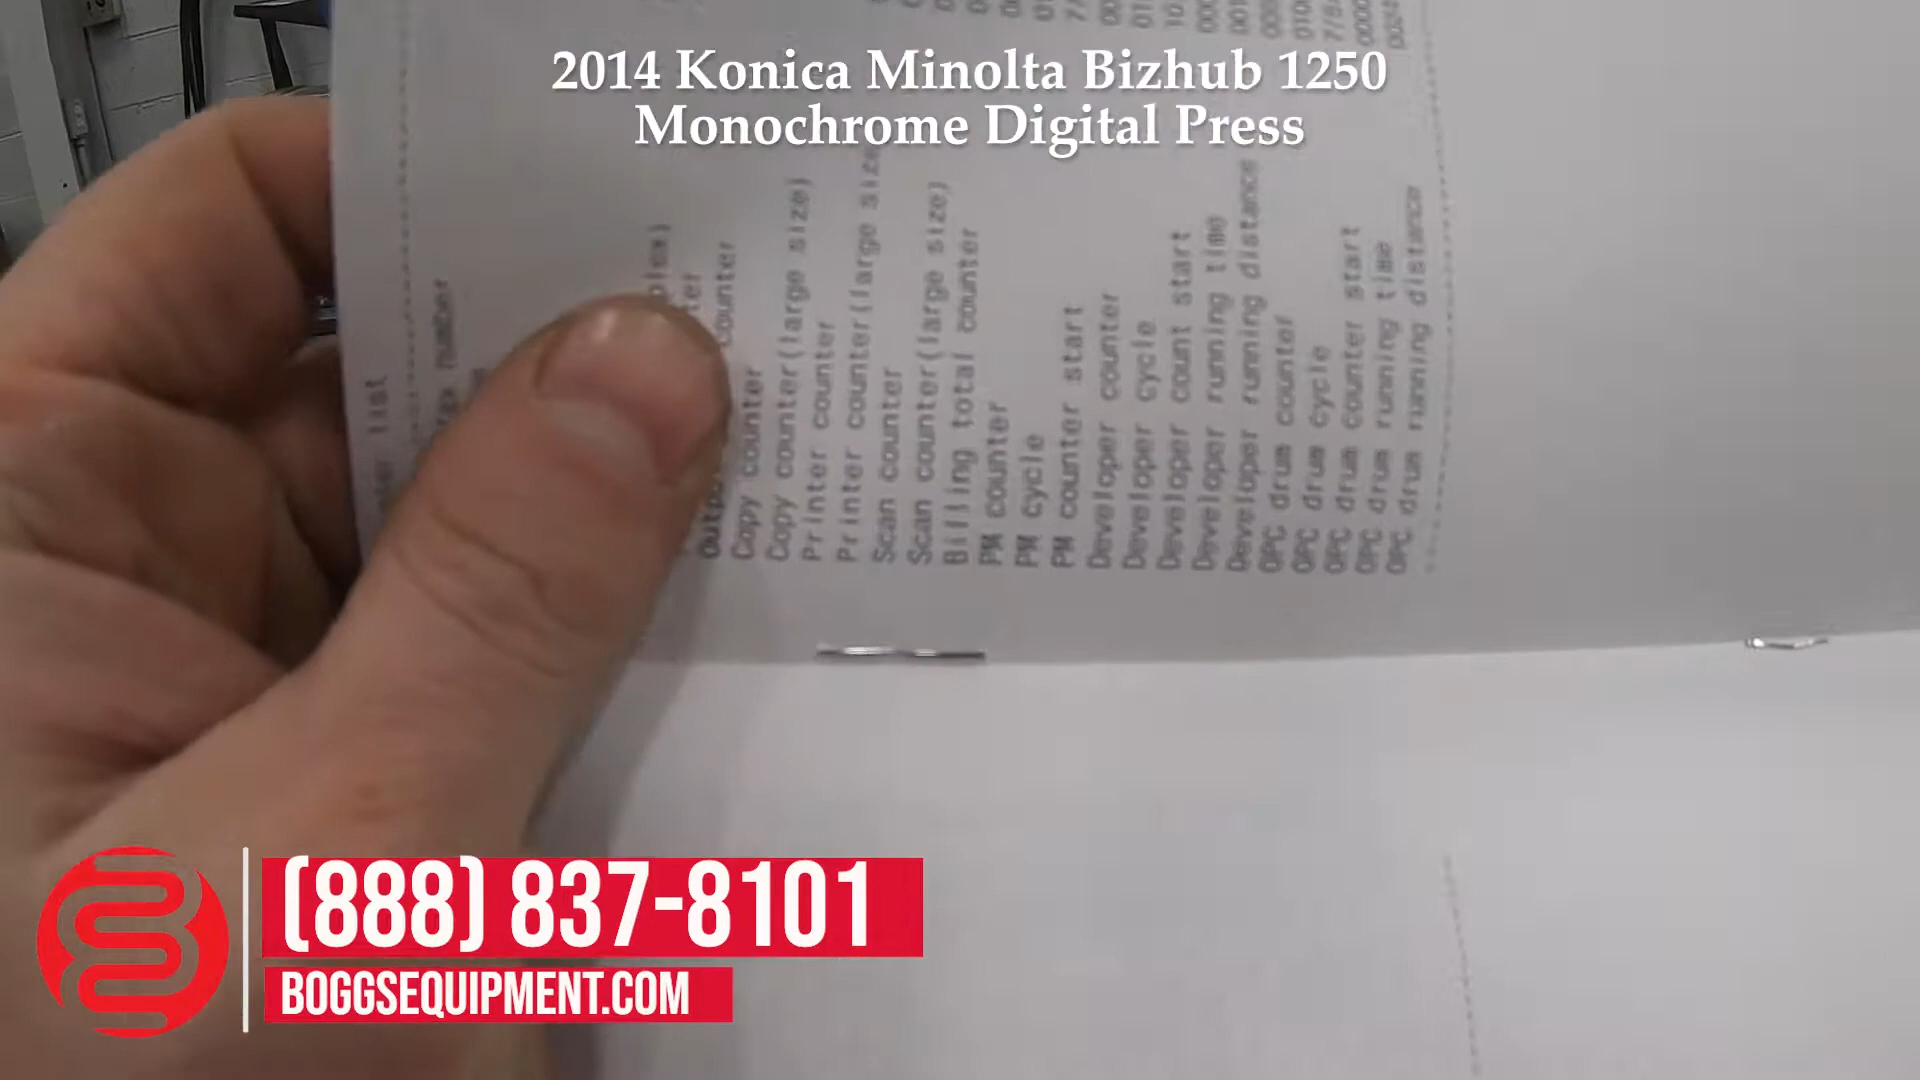 2014 Konica Minolta Bizhub 1250
Monochrome Digital Press
list
number
counter
Copy counter
Copy counter(large size)
Printer counter
Printer counter(large size
Scan counter
Scan counter(large size)
Billing total counter
PM counter
PM cycle
PM counter start
Developer counter
Developer cycle
Developer count start
Developer running time
Developer running distance
OPC drum counter
OPC drum cycle
OPC drum counter start
OPC drum running time
OPC drum running distance
(888) 837-8101
BOGGSEQUIPMENT.COM